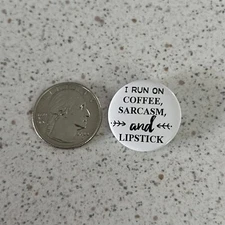 I RUN ON
COFFEE,
SARCASM,
and
LIPSTICK